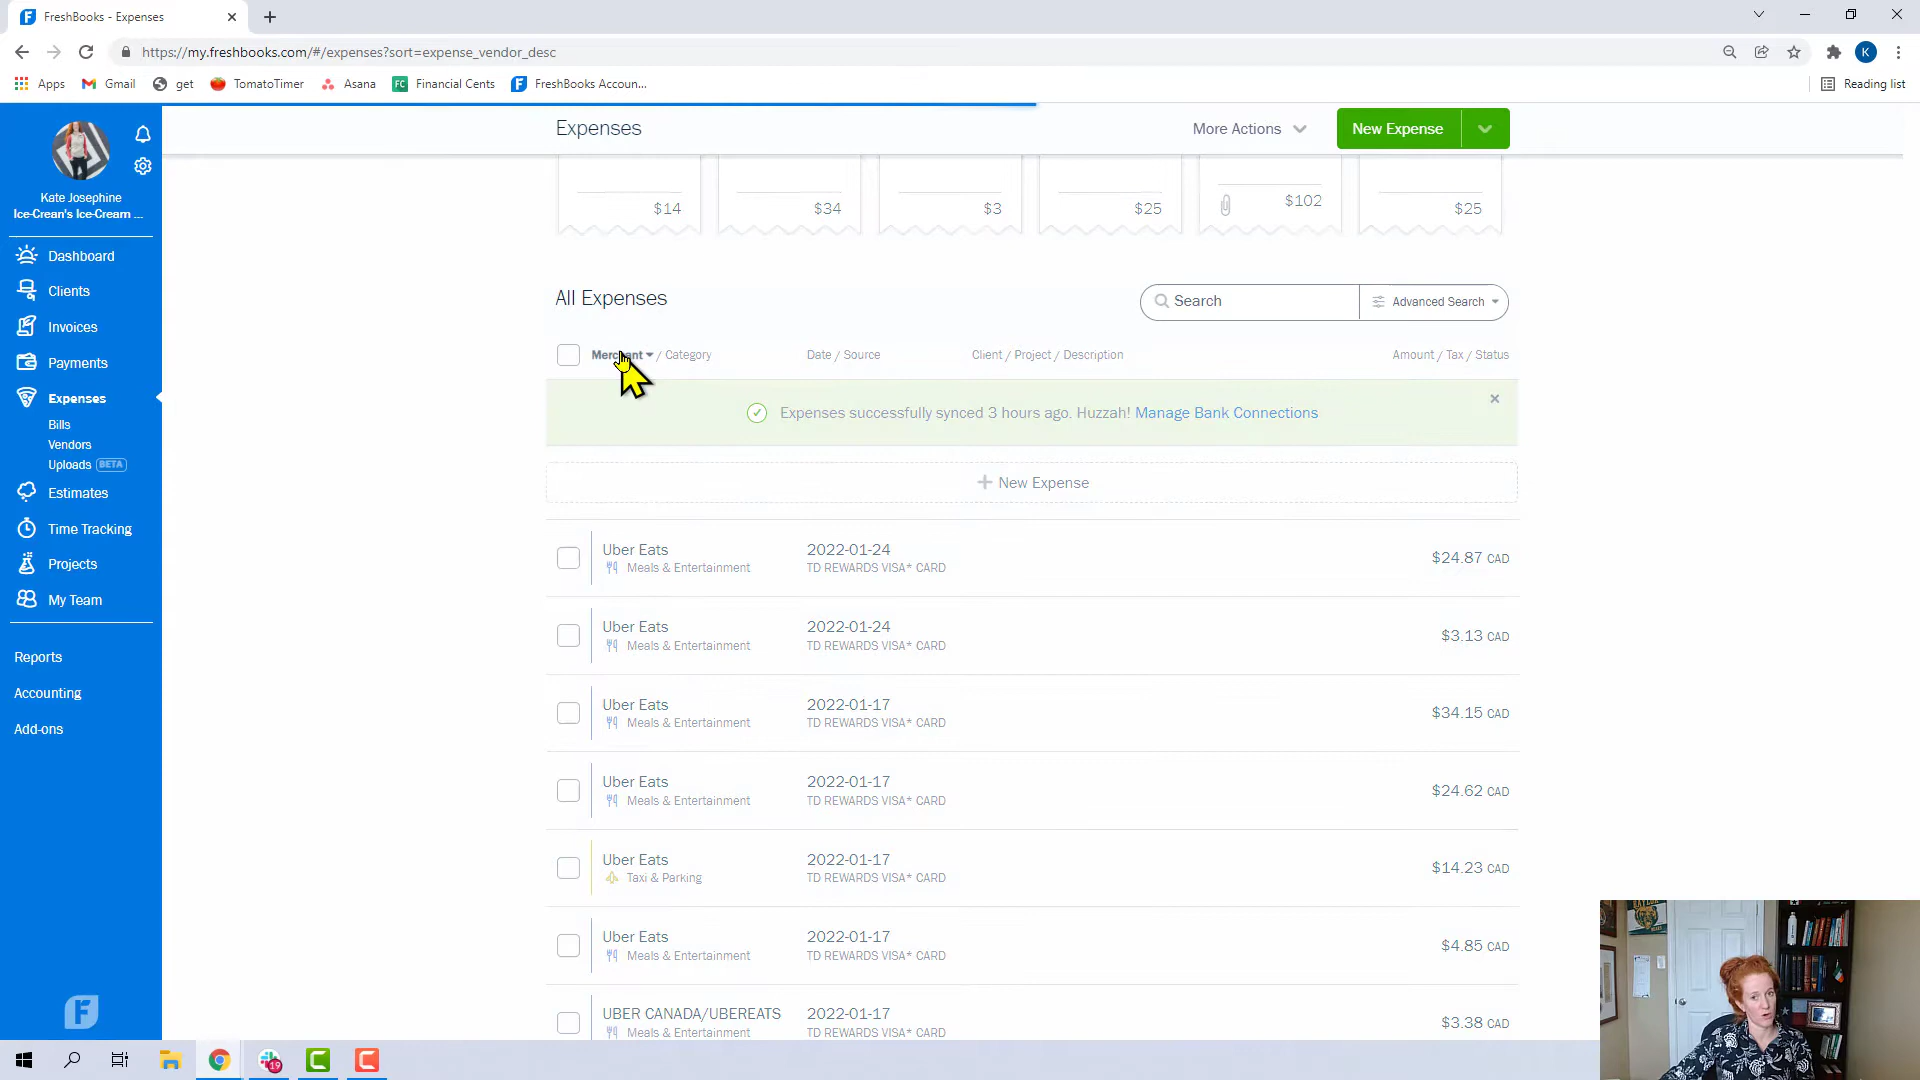 FreshBooks - Expenses
https://my.freshbooks.com/#/expenses?sort=expense_vendor_desc
K
Apps
Gmail
get
TomatoTimer
Asana
FC
Financial Cents
FreshBooks Accoun...
Reading list
Kate Josephine
Ice-Crean's Ice-Cream ...
Dashboard
Clients
Invoices
Payments
Expenses
Bills
Vendors
Uploads BETA
Estimates
Time Tracking
Projects
My Team
Reports
Accounting
Add-ons
Expenses
More Actions
New Expense
$14
$34
$3
$25
$102
$25
All Expenses
Search
Advanced Search
Merchant / Category
Date / Source
Client / Project / Description
Amount / Tax / Status
Expenses successfully synced 3 hours ago. Huzzah! Manage Bank Connections
New Expense
Uber Eats
Meals & Entertainment
2022-01-24
TD REWARDS VISA* CARD
$24.87 CAD
Uber Eats
Meals & Entertainment
2022-01-24
TD REWARDS VISA* CARD
$3.13 CAD
Uber Eats
Meals & Entertainment
2022-01-17
TD REWARDS VISA* CARD
$34.15 CAD
Uber Eats
Meals & Entertainment
2022-01-17
TD REWARDS VISA* CARD
$24.62 CAD
Uber Eats
Taxi & Parking
2022-01-17
TD REWARDS VISA* CARD
$14.23 CAD
Uber Eats
Meals & Entertainment
2022-01-17
TD REWARDS VISA* CARD
$4.85 CAD
UBER CANADA/UBEREATS
Meals & Entertainment
2022-01-17
TD REWARDS VISA* CARD
$3.38 CAD
19